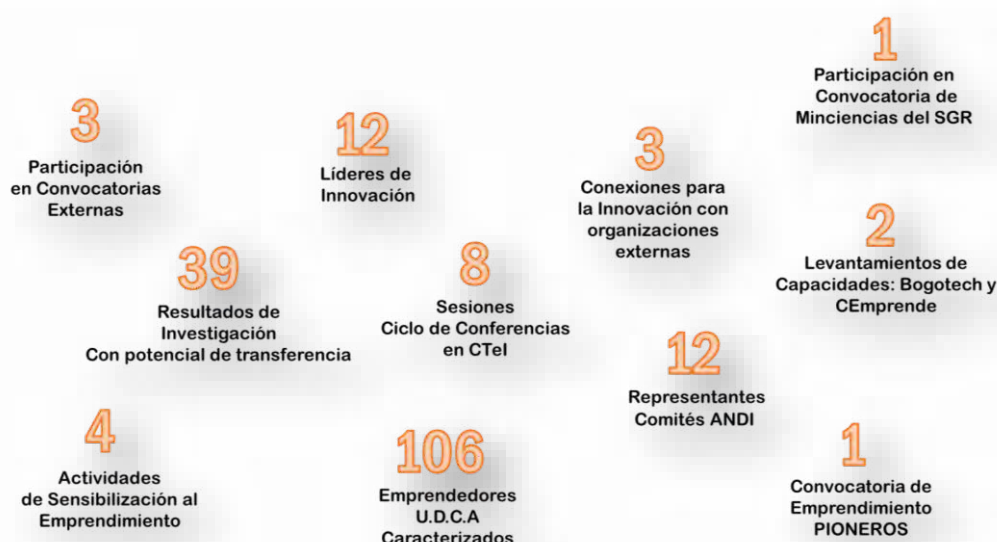 1
Participación en
Convocatoria de
Minciencias del SGR
3
Participación
en Convocatorias
Externas
12
Líderes de
Innovación
3
Conexiones para
la Innovación con
organizaciones
externas
2
Levantamientos de
Capacidades: Bogotech y
CEmprende
39
Resultados de
Investigación
Con potencial de transferencia
8
Sesiones
Ciclo de Conferencias
en CTeI
12
Representantes
Comités ANDI
4
Actividades
de Sensibilización al
Emprendimiento
106
Emprendedores
U.D.C.A
Caracterizados
1
Convocatoria de
Emprendimiento
PIONEROS